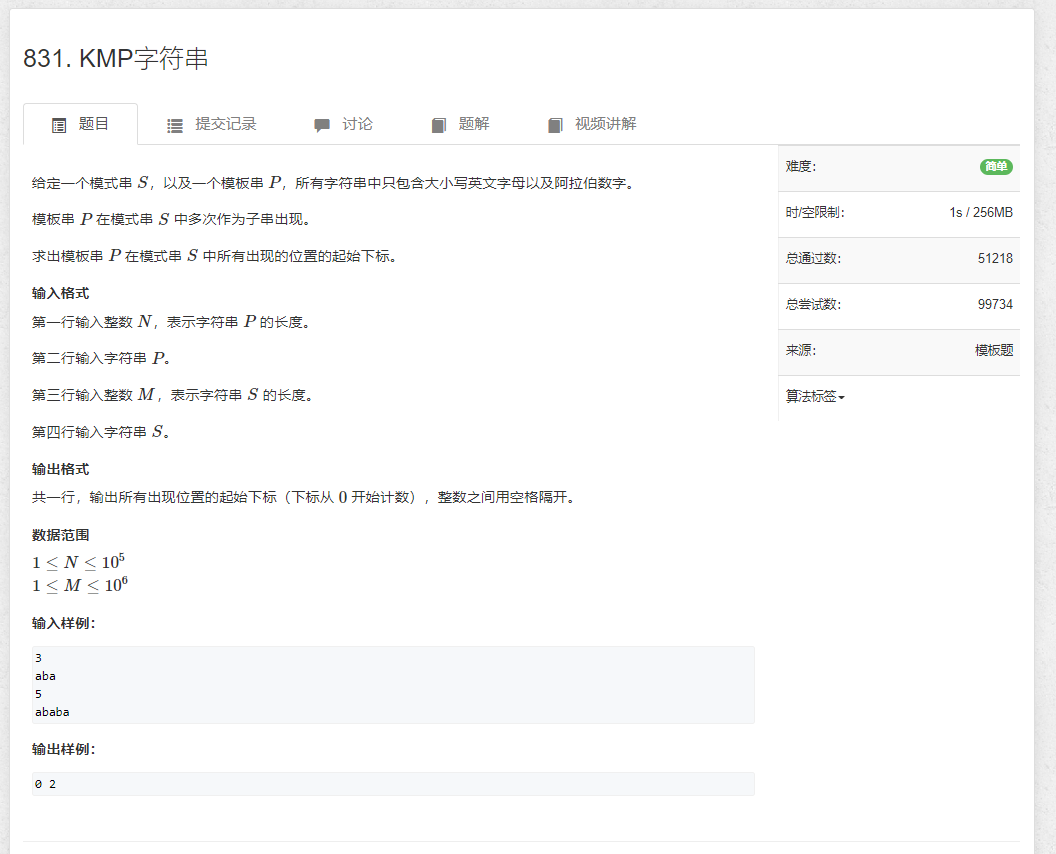 831. KMP字符串
题目 提交记录 讨论 题解 视频讲解
给定一个模式串 S，以及一个模板串 P，所有字符串中只包含大小写英文字母以及阿拉伯数字。
模板串 P 在模式串 S 中多次作为子串出现。
求出模板串 P 在模式串 S 中所有出现的位置的起始下标。
输入格式
第一行输入整数 N，表示字符串 P 的长度。
第二行输入字符串 P。
第三行输入整数 M，表示字符串 S 的长度。
第四行输入字符串 S。
输出格式
共一行，输出所有出现位置的起始下标（下标从 0 开始计数），整数之间用空格隔开。
数据范围
1 ≤ N ≤ 10⁵
1 ≤ M ≤ 10⁶
输入样例：
3
aba
5
ababa
输出样例：
0 2
难度： 简单
时/空限制： 1s / 256MB
总通过数： 51218
总尝试数： 99734
来源： 模板题
算法标签